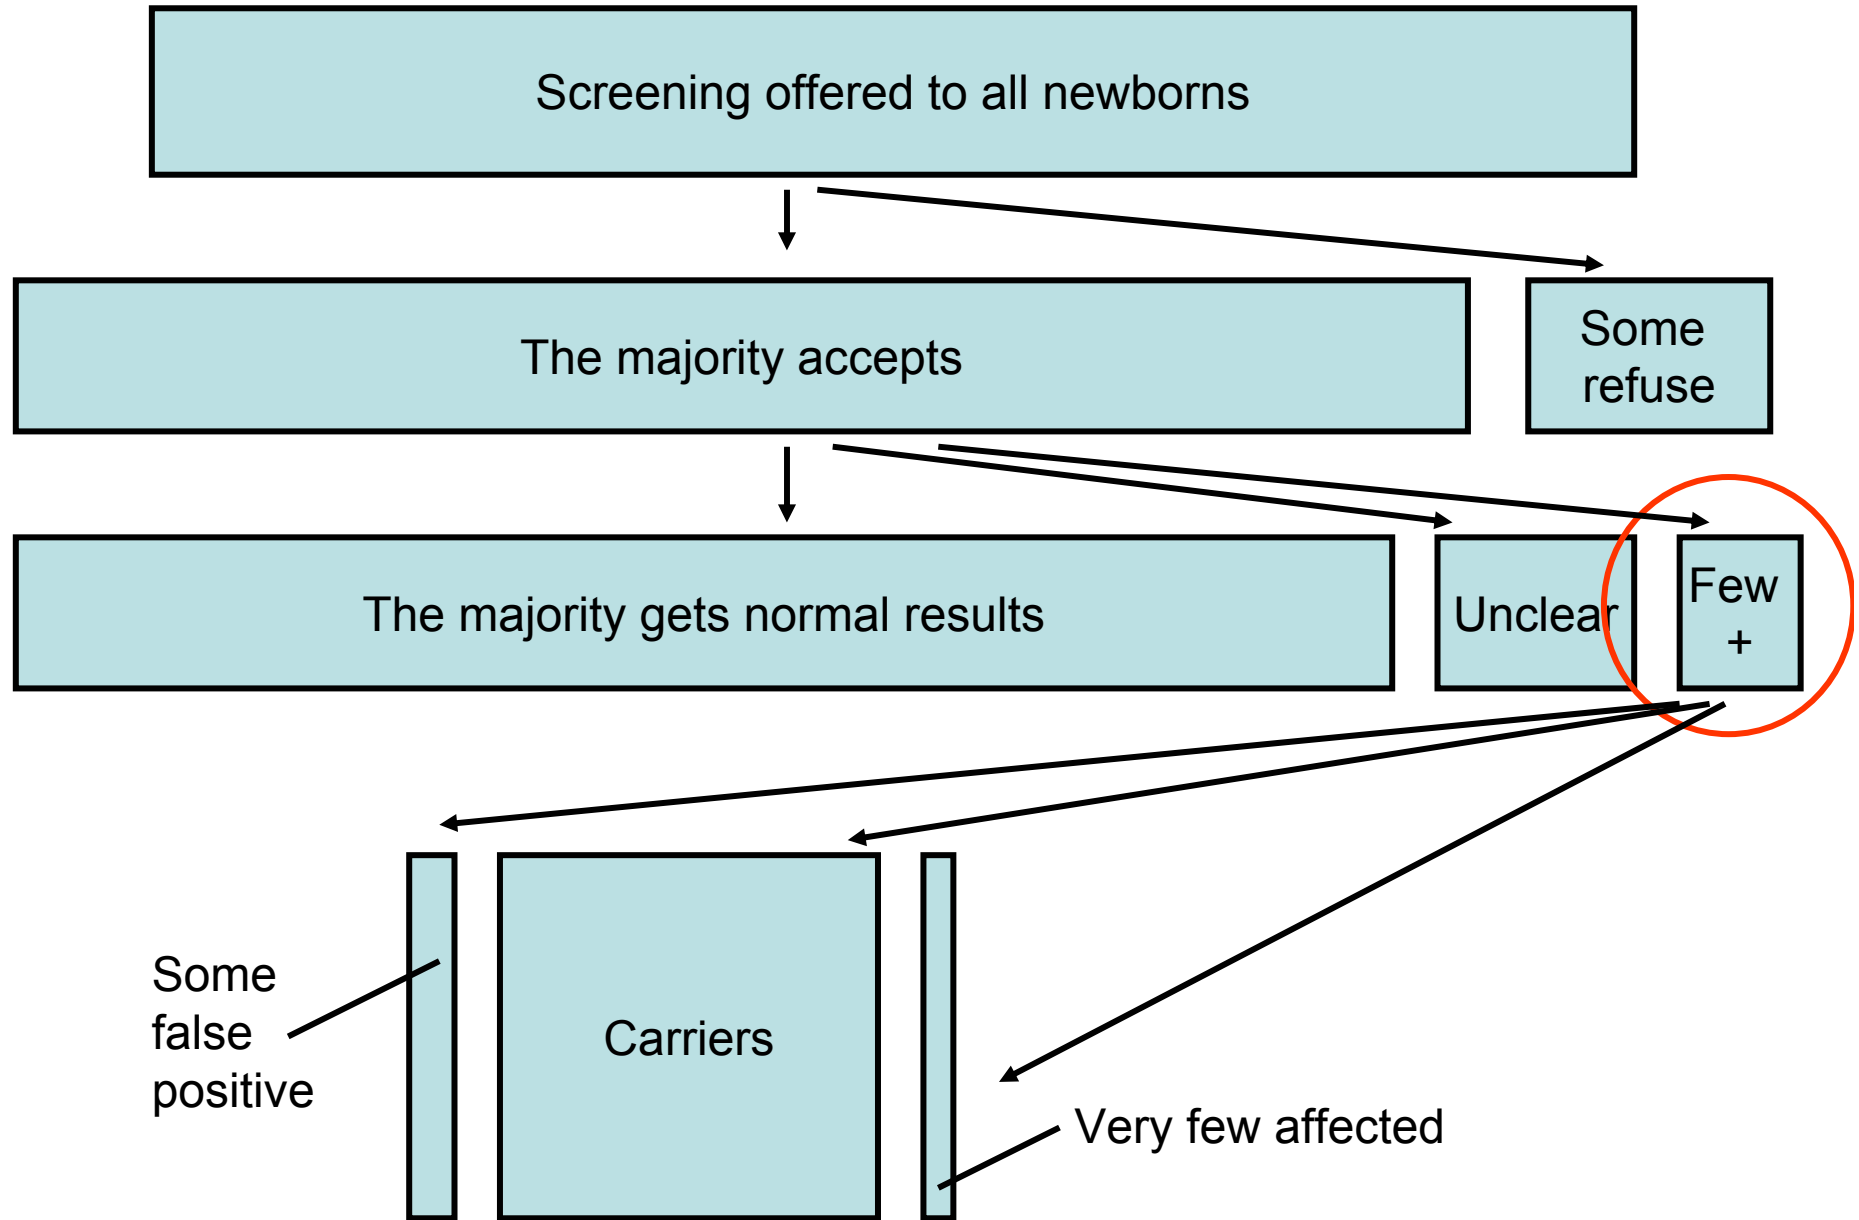 Screening offered to all newborns
The majority accepts
Some
refuse
The majority gets normal results
Unclear
Few
+
Some
false
positive
Carriers
Very few affected